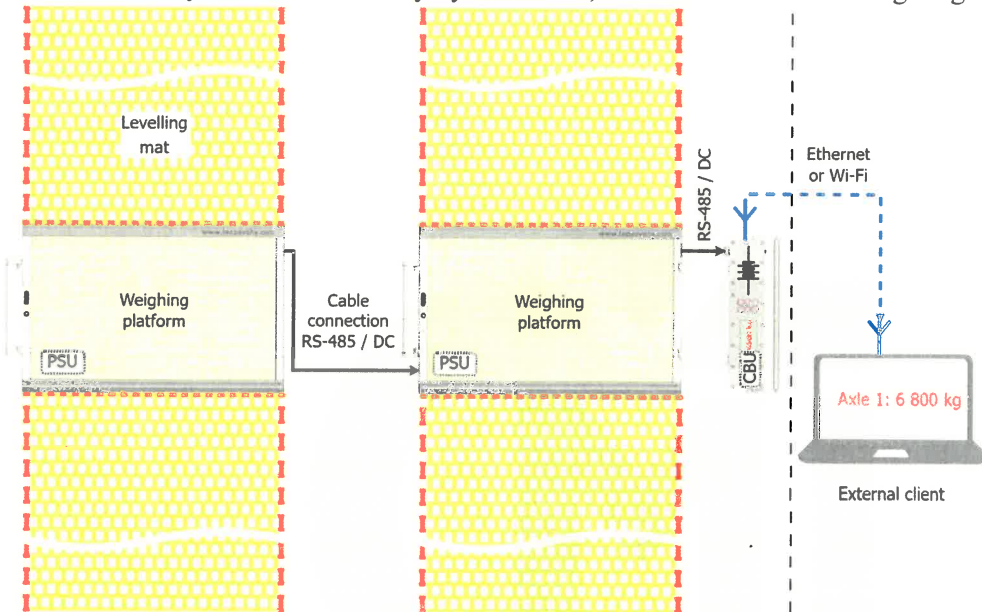 Levelling
mat
RS-485 / DC
Ethernet
or Wi-Fi
Weighing
platform
PSU
Cable
connection
RS-485 / DC
Weighing
platform
PSU
CBU
Axle 1: 6 800 kg
External client